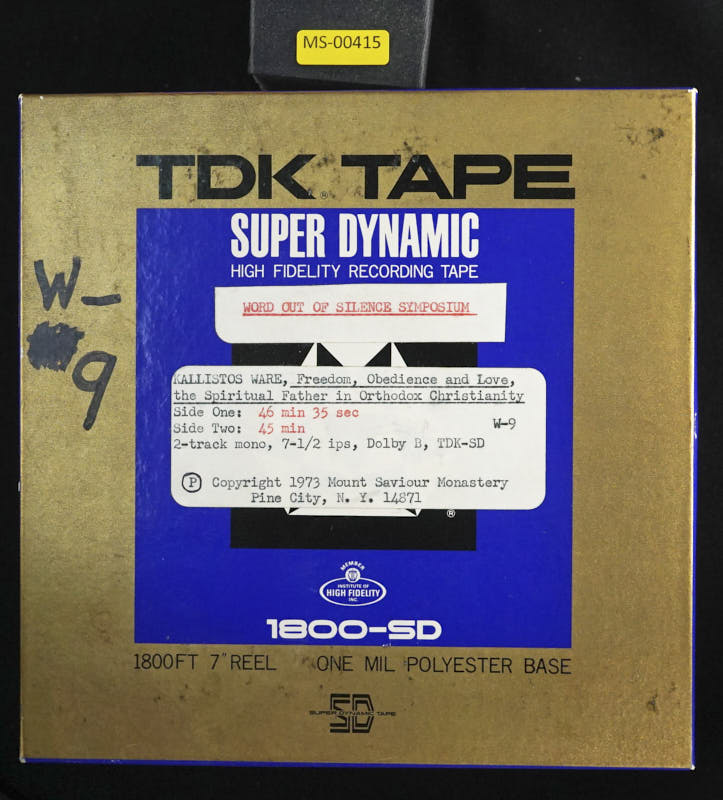 MS-00415
TDK TAPE
®
SUPER DYNAMIC
HIGH FIDELITY RECORDING TAPE
W-
9
WORD OUT OF SILENCE SYMPOSIUM
KALLISTOS WARE, Freedom, Obedience and Love,
the Spiritual Father in Orthodox Christianity
Side One: 46 min 35 sec
Side Two: 45 min W-9
2-track mono, 7-1/2 ips, Dolby B, TDK-SD
Ⓟ Copyright 1973 Mount Saviour Monastery
Pine City, N. Y. 14871
®
MEMBER
INSTITUTE OF
HIGH FIDELITY
INC.
1800-SD
1800FT 7" REEL ONE MIL POLYESTER BASE
SD
SUPER DYNAMIC TAPE